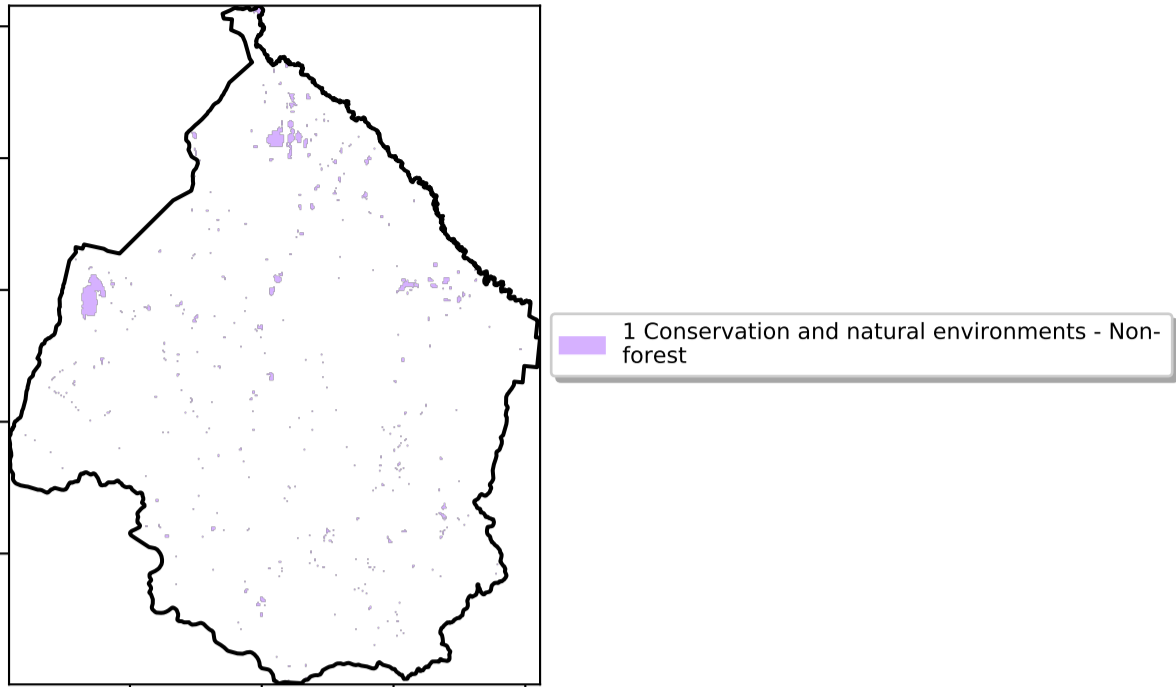 1 Conservation and natural environments - Non-
forest